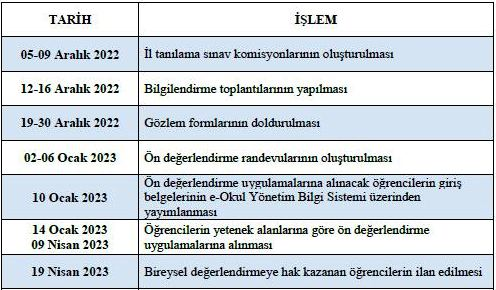 TARİH İŞLEM
05-09 Aralık 2022 İl tanılama sınav komisyonlarının oluşturulması
12-16 Aralık 2022 Bilgilendirme toplantılarının yapılması
19-30 Aralık 2022 Gözlem formlarının doldurulması
02-06 Ocak 2023 Ön değerlendirme randevularının oluşturulması
10 Ocak 2023 Ön değerlendirme uygulamalarına alınacak öğrencilerin giriş
belgelerinin e-Okul Yönetim Bilgi Sistemi üzerinden
yayımlanması
14 Ocak 2023 Öğrencilerin yetenek alanlarına göre ön değerlendirme
09 Nisan 2023 uygulamalarına alınması
19 Nisan 2023 Bireysel değerlendirmeye hak kazanan öğrencilerin ilan edilmesi